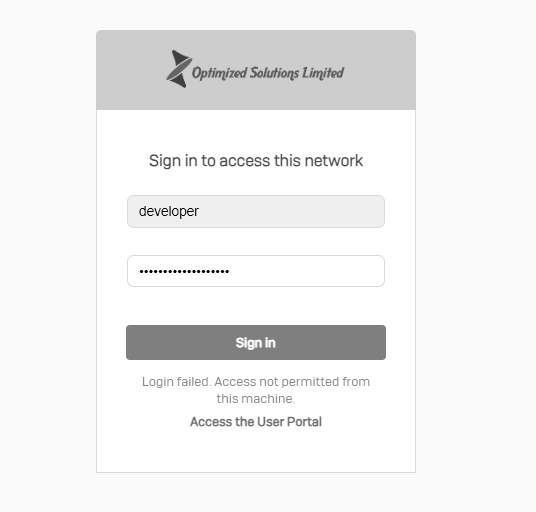 Optimized Solutions Limited
Sign in to access this network
developer
•••••••••••••••••••
Sign in
Login failed. Access not permitted from
this machine.
Access the User Portal